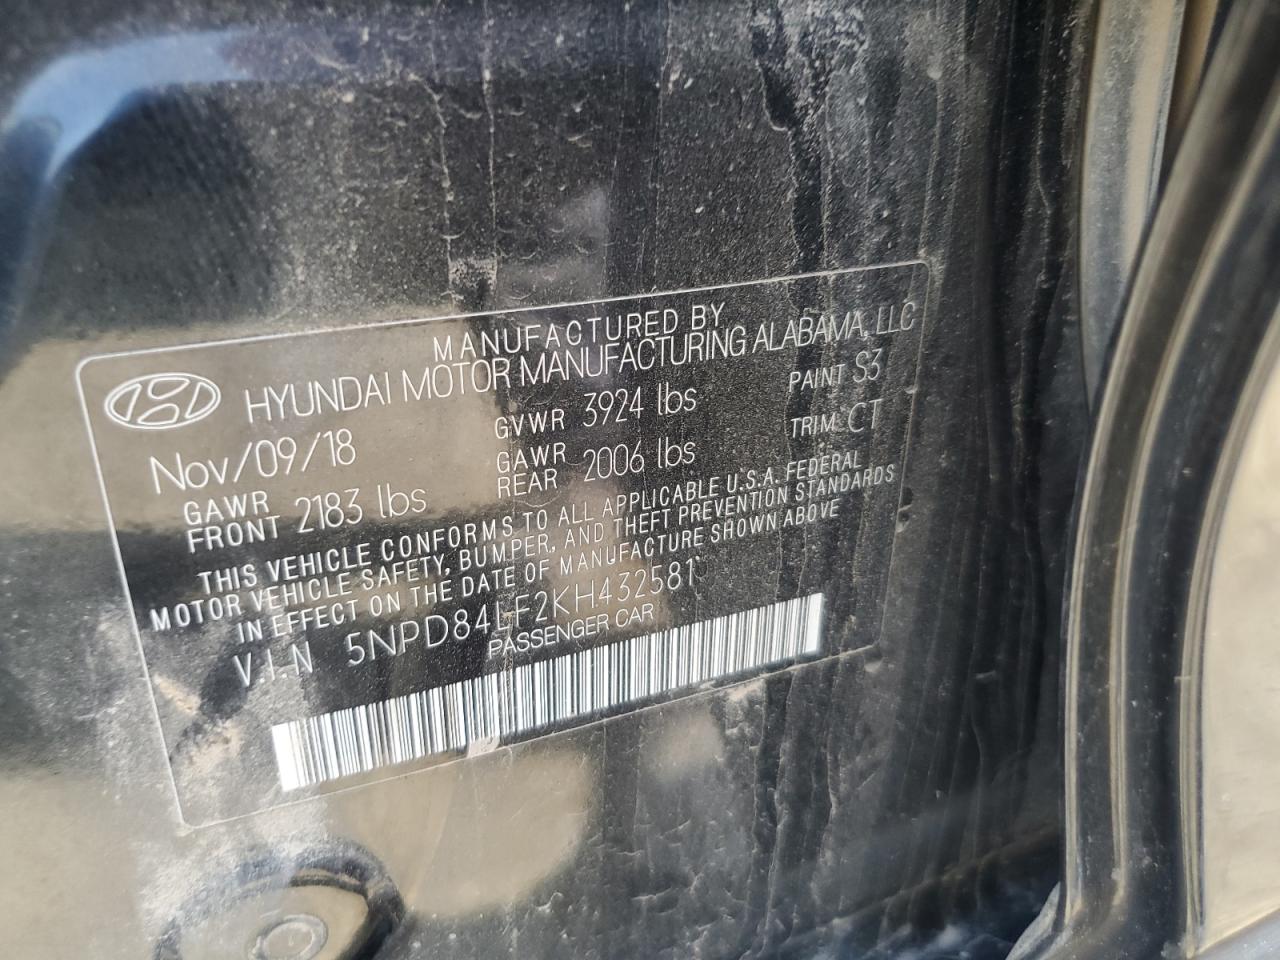 MANUFACTURED BY
HYUNDAI MOTOR MANUFACTURING ALABAMA, LLC
Nov/09/18 GVWR 3924 lbs PAINT S3
GAWR FRONT 2183 lbs GAWR REAR 2006 lbs TRIM CT
THIS VEHICLE CONFORMS TO ALL APPLICABLE U.S.A. FEDERAL
MOTOR VEHICLE SAFETY, BUMPER, AND THEFT PREVENTION STANDARDS
IN EFFECT ON THE DATE OF MANUFACTURE SHOWN ABOVE
V.I.N 5NPD84LF2KH432581
PASSENGER CAR